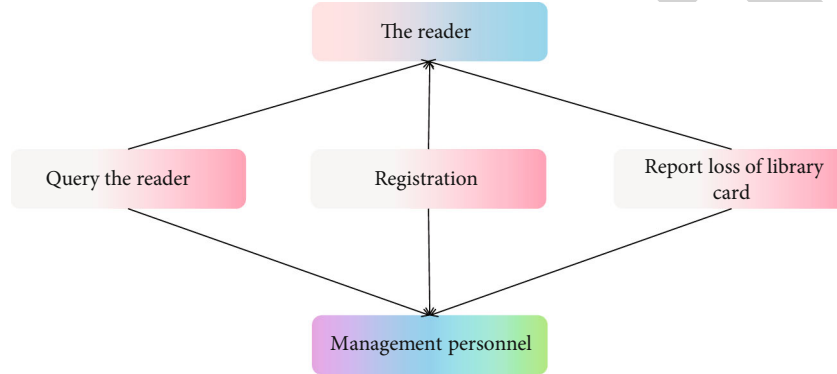 The reader
Query the reader
Registration
Report loss of library
card
Management personnel